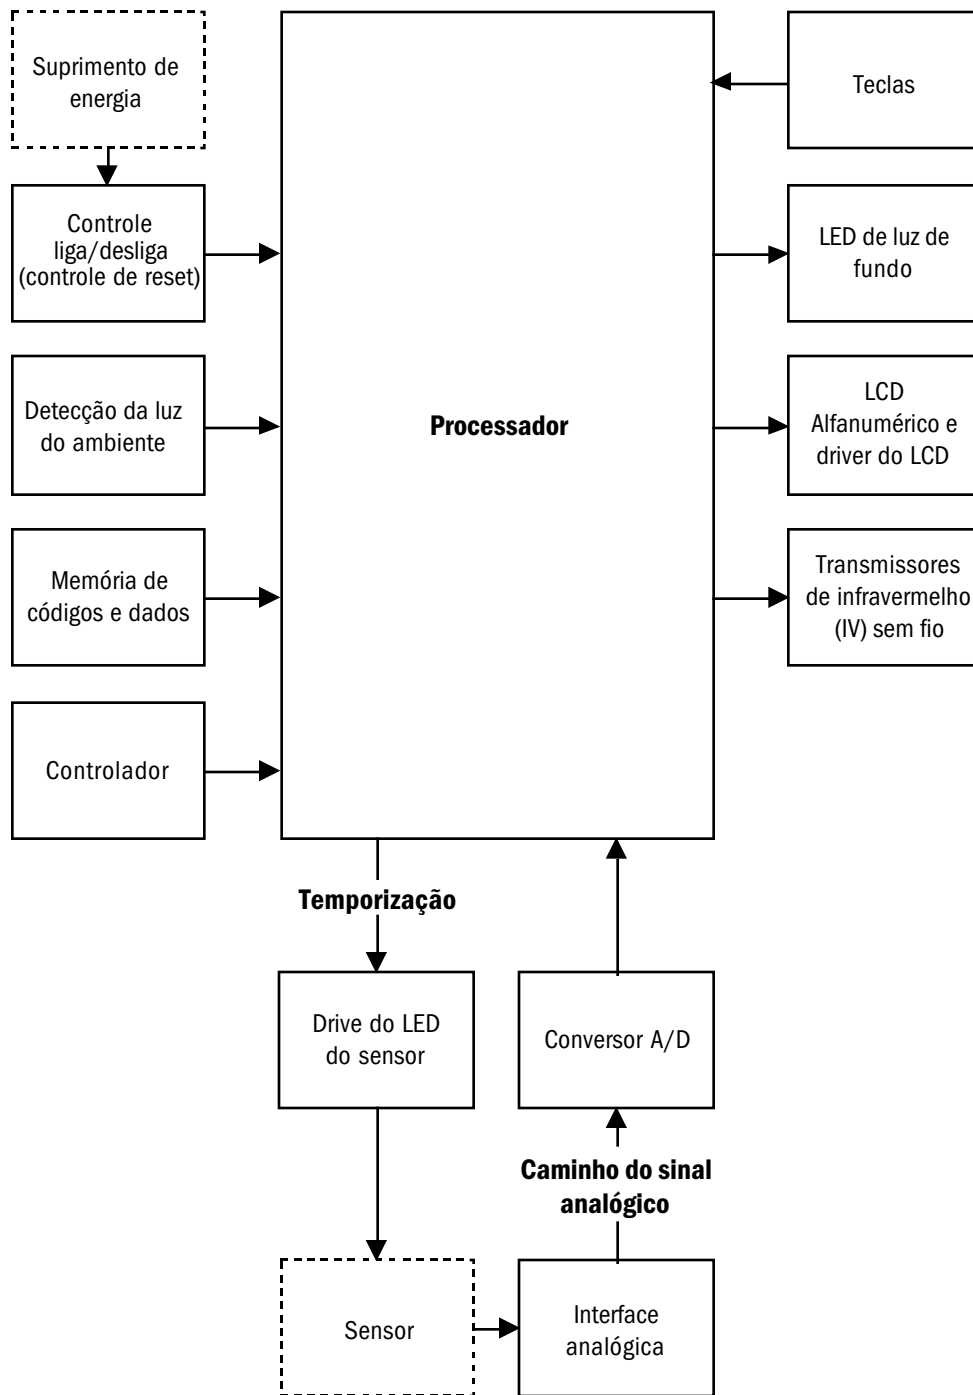 Suprimento de
energia
Controle
liga/desliga
(controle de reset)
Detecção da luz
do ambiente
Memória de
códigos e dados
Controlador
Processador
Teclas
LED de luz de
fundo
LCD
Alfanumérico e
driver do LCD
Transmissores
de infravermelho
(IV) sem fio
Temporização
Drive do LED
do sensor
Conversor A/D
Caminho do sinal
analógico
Sensor
Interface
analógica